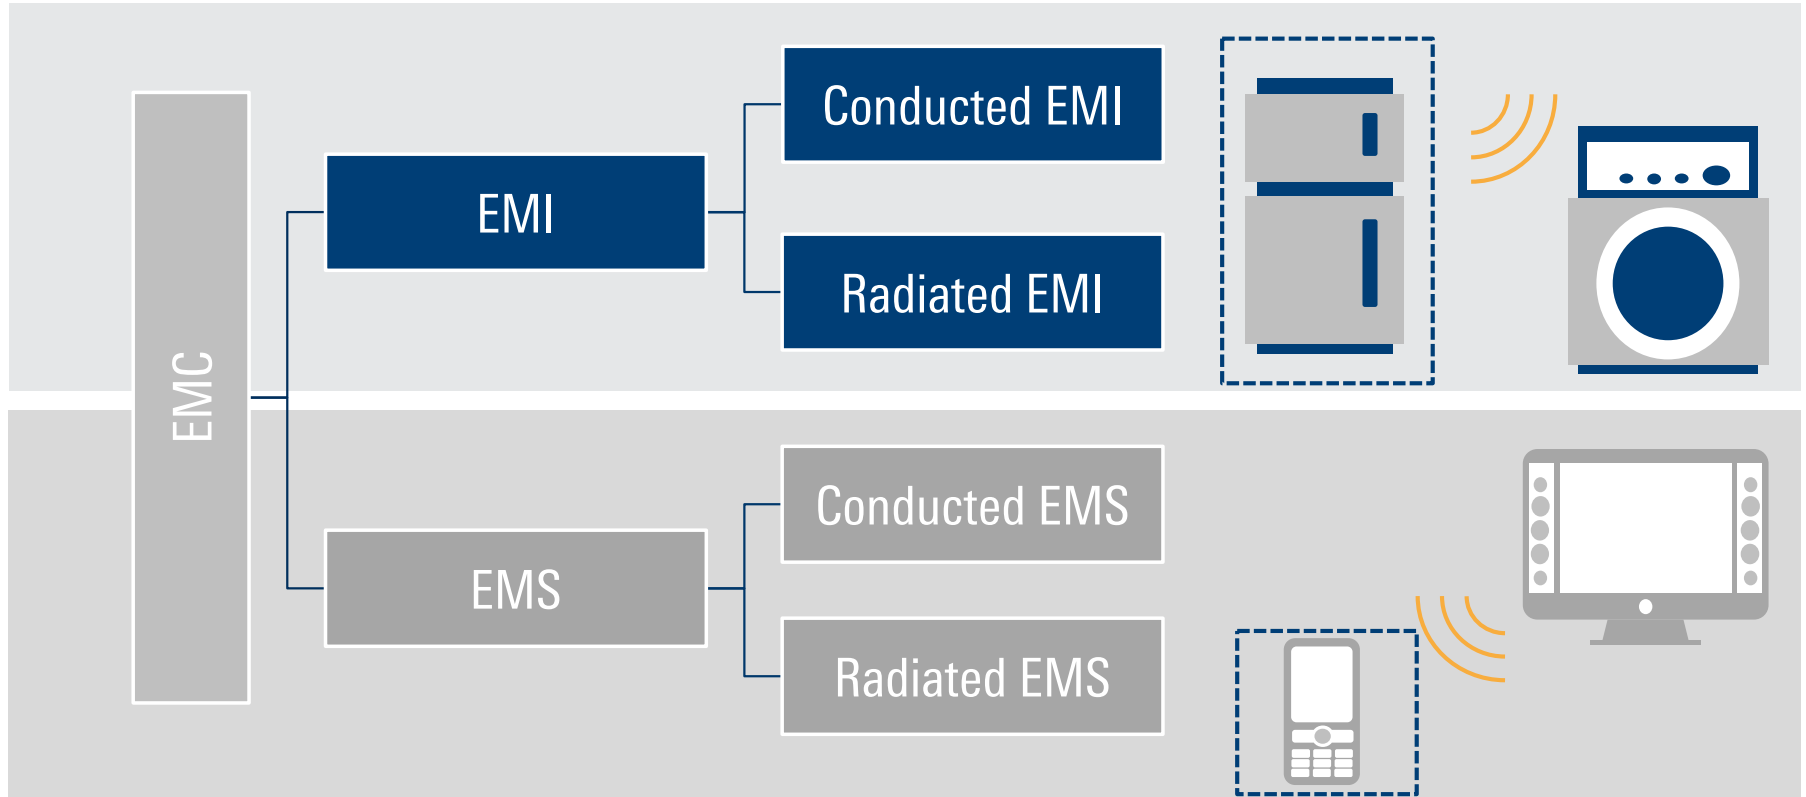 EMC
EMI
Conducted EMI
Radiated EMI
EMS
Conducted EMS
Radiated EMS